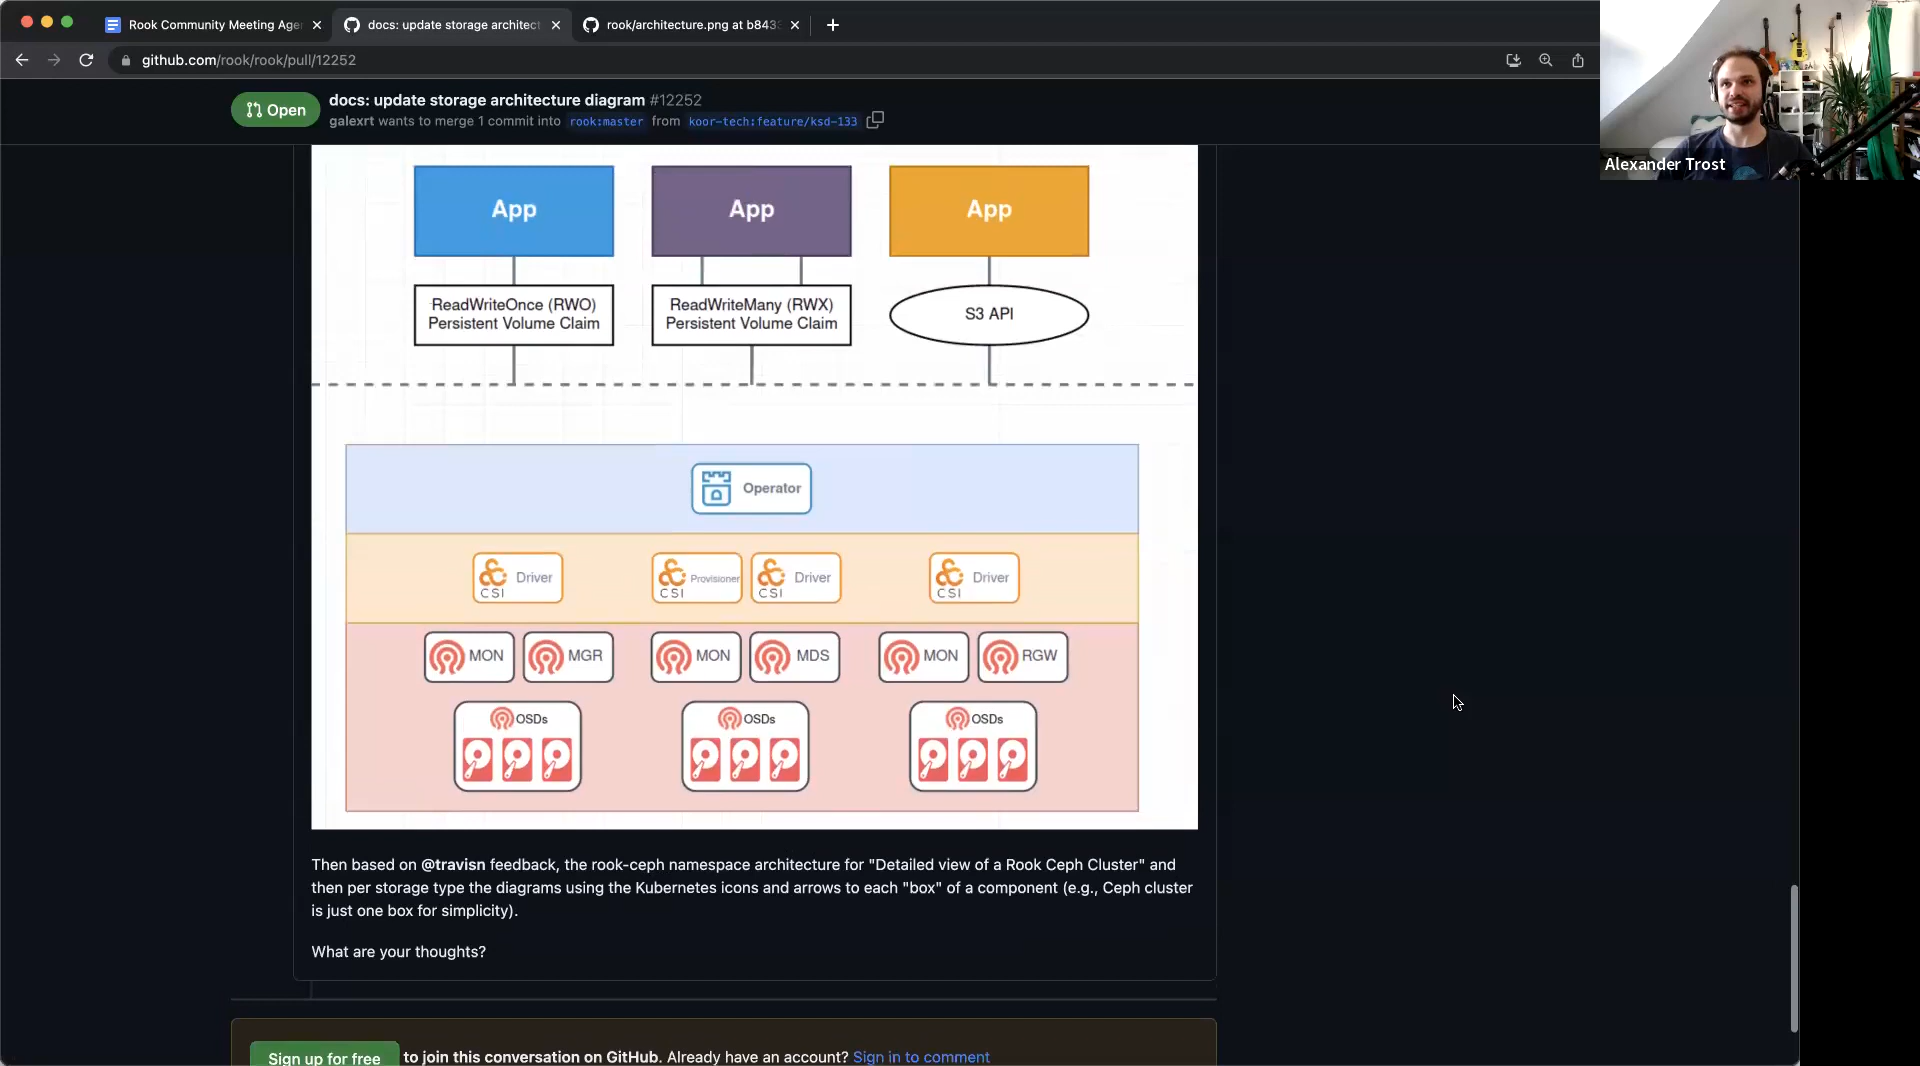 Rook Community Meeting Ager
docs: update storage architect
rook/architecture.png at b843
github.com/rook/rook/pull/12252
Open
docs: update storage architecture diagram #12252
galexrt wants to merge 1 commit into rook:master from koor-tech:feature/ksd-133
Alexander Trost
App
App
App
ReadWriteOnce (RWO)
Persistent Volume Claim
ReadWriteMany (RWX)
Persistent Volume Claim
S3 API
Operator
CSI Driver
CSI Provisioner
CSI Driver
CSI Driver
MON
MGR
MON
MDS
MON
RGW
OSDs
OSDs
OSDs
Then based on @travisn feedback, the rook-ceph namespace architecture for "Detailed view of a Rook Ceph Cluster" and
then per storage type the diagrams using the Kubernetes icons and arrows to each "box" of a component (e.g., Ceph cluster
is just one box for simplicity).
What are your thoughts?
Sign up for free to join this conversation on GitHub. Already have an account? Sign in to comment